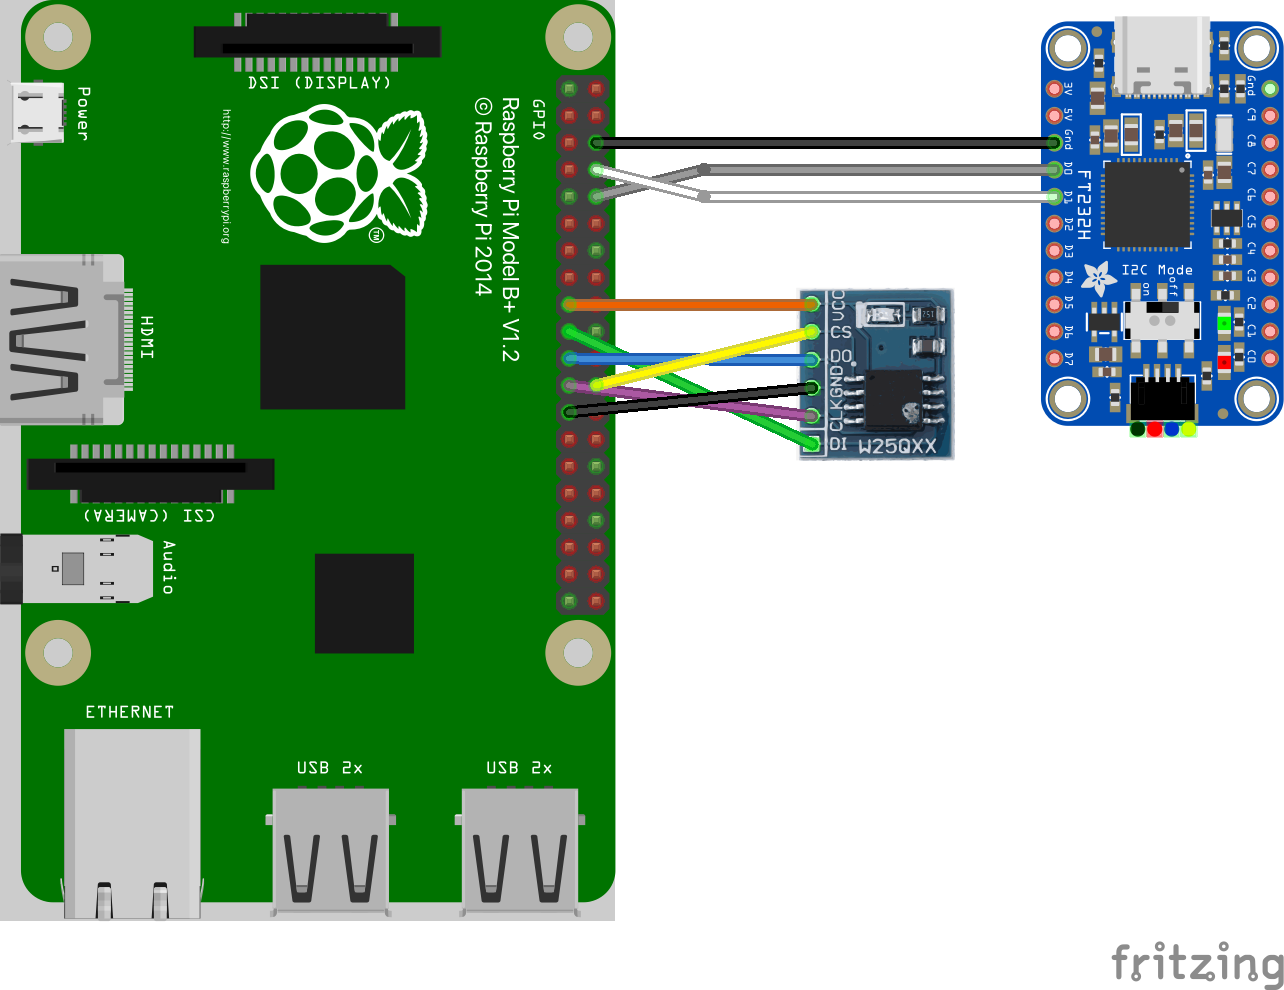 DSI (DISPLAY)
Power
http://www.raspberrypi.org
GPIO
Raspberry Pi Model B+ V1.2
© Raspberry Pi 2014
TM
HDMI
CSI (CAMERA)
Audio
ETHERNET
USB 2x
USB 2x
VCC
CS
DO
GND
CLK
DI
W25QXX
251
3V
5V
Gnd
D0
D1
D2
D3
D4
D5
D6
D7
FT232H
I2C Mode
on
off
Gnd
C9
C8
C7
C6
C5
C4
C3
C2
C1
C0
fritzing